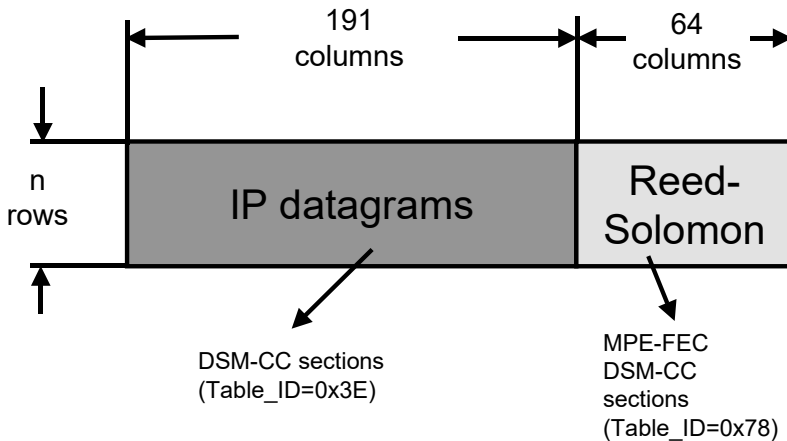 191
columns
64
columns
n
rows
IP datagrams
Reed-
Solomon
DSM-CC sections
(Table_ID=0x3E)
MPE-FEC
DSM-CC
sections
(Table_ID=0x78)